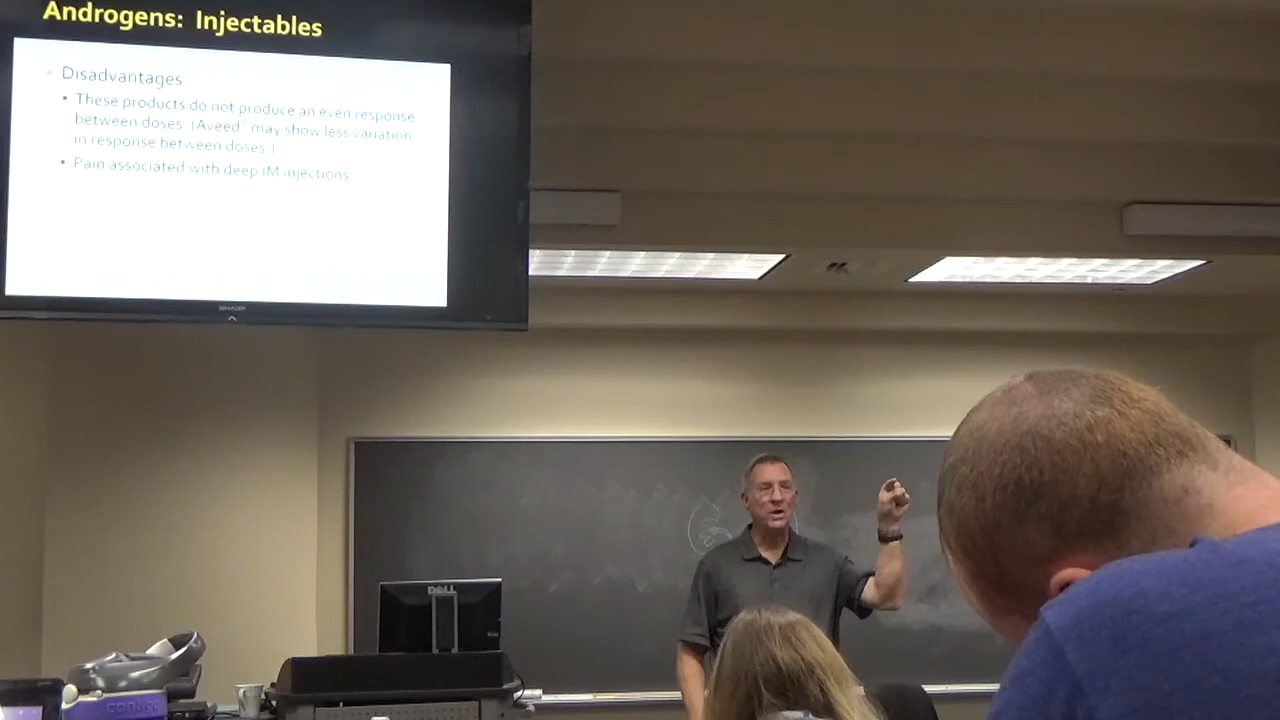 Androgens: Injectables
Disadvantages
These products do not produce an even response
between doses. (Aveed® may show less variation
in response between doses.)
Pain associated with deep IM injections
SHARP
DELL
contigo